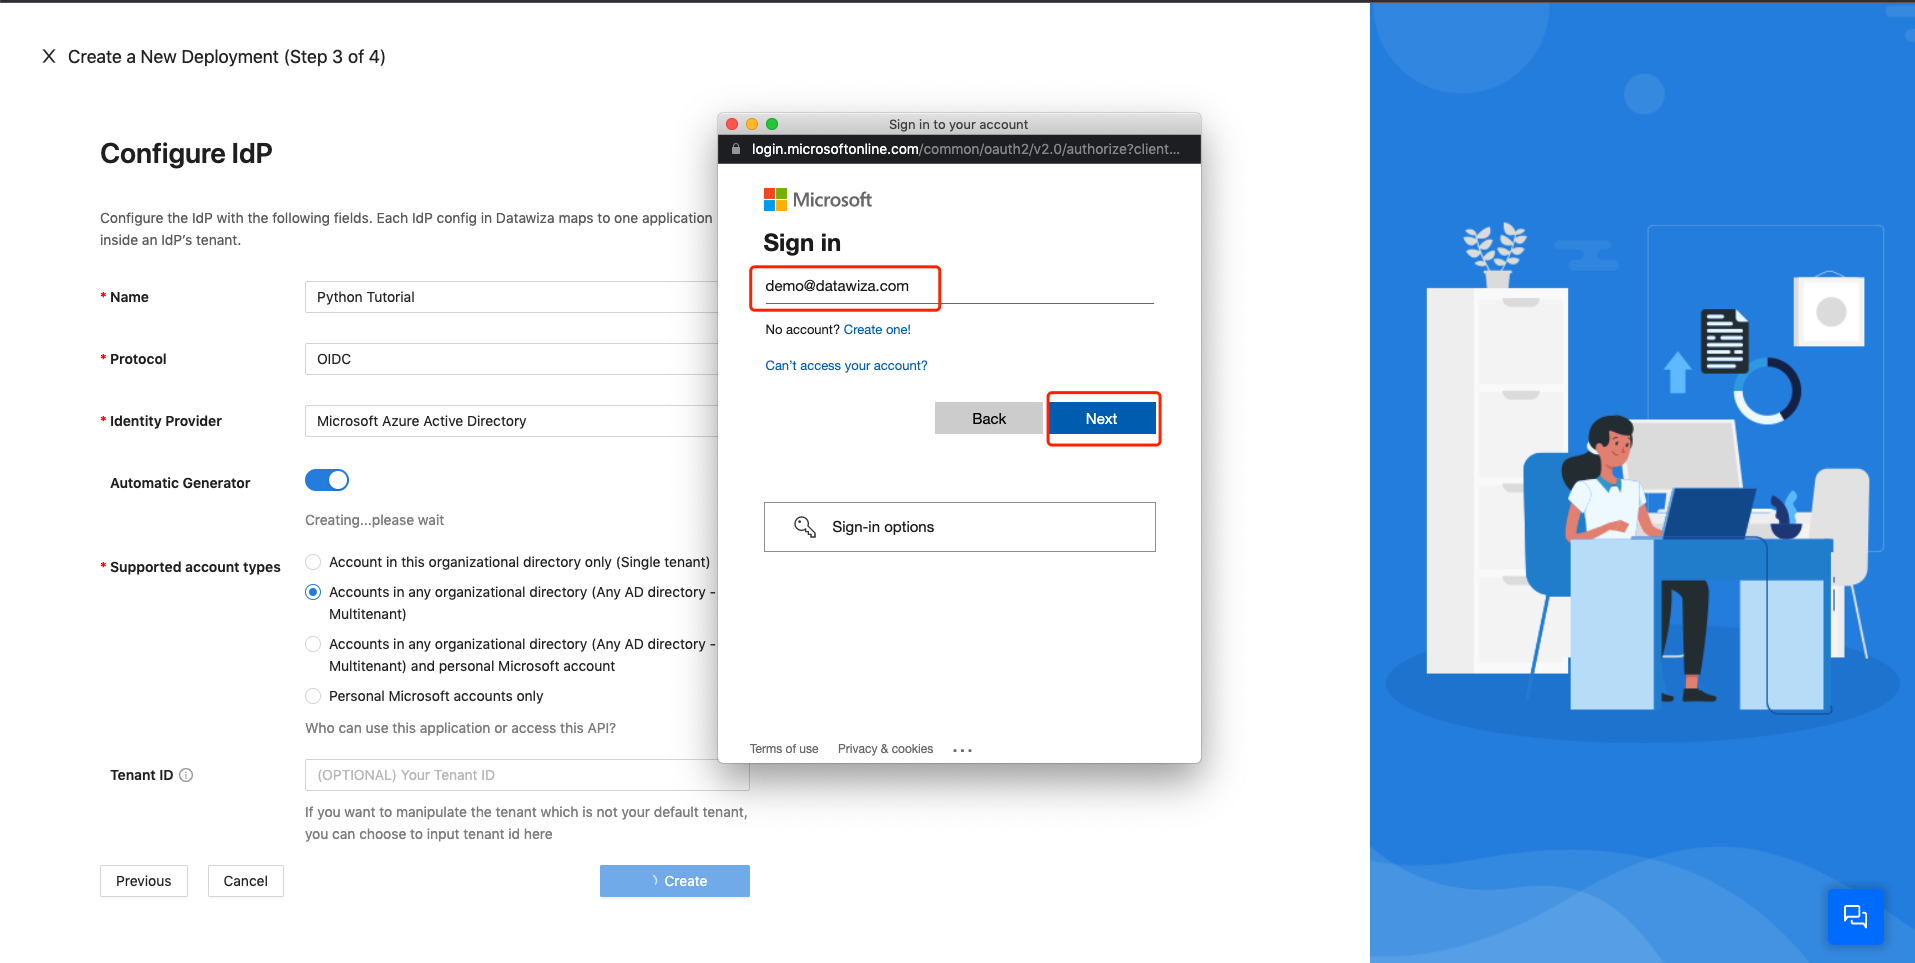 X Create a New Deployment (Step 3 of 4)
Configure IdP
Configure the IdP with the following fields. Each IdP config in Datawiza maps to one application
inside an IdP's tenant.
* Name
Python Tutorial
* Protocol
OIDC
* Identity Provider
Microsoft Azure Active Directory
Automatic Generator
Creating...please wait
* Supported account types
Account in this organizational directory only (Single tenant)
Accounts in any organizational directory (Any AD directory -
Multitenant)
Accounts in any organizational directory (Any AD directory -
Multitenant) and personal Microsoft account
Personal Microsoft accounts only
Who can use this application or access this API?
Tenant ID
(OPTIONAL) Your Tenant ID
If you want to manipulate the tenant which is not your default tenant,
you can choose to input tenant id here
Previous
Cancel
Create
Sign in to your account
login.microsoftonline.com/common/oauth2/v2.0/authorize?client...
Microsoft
Sign in
demo@datawiza.com
No account? Create one!
Can't access your account?
Back
Next
Sign-in options
Terms of use
Privacy & cookies
...